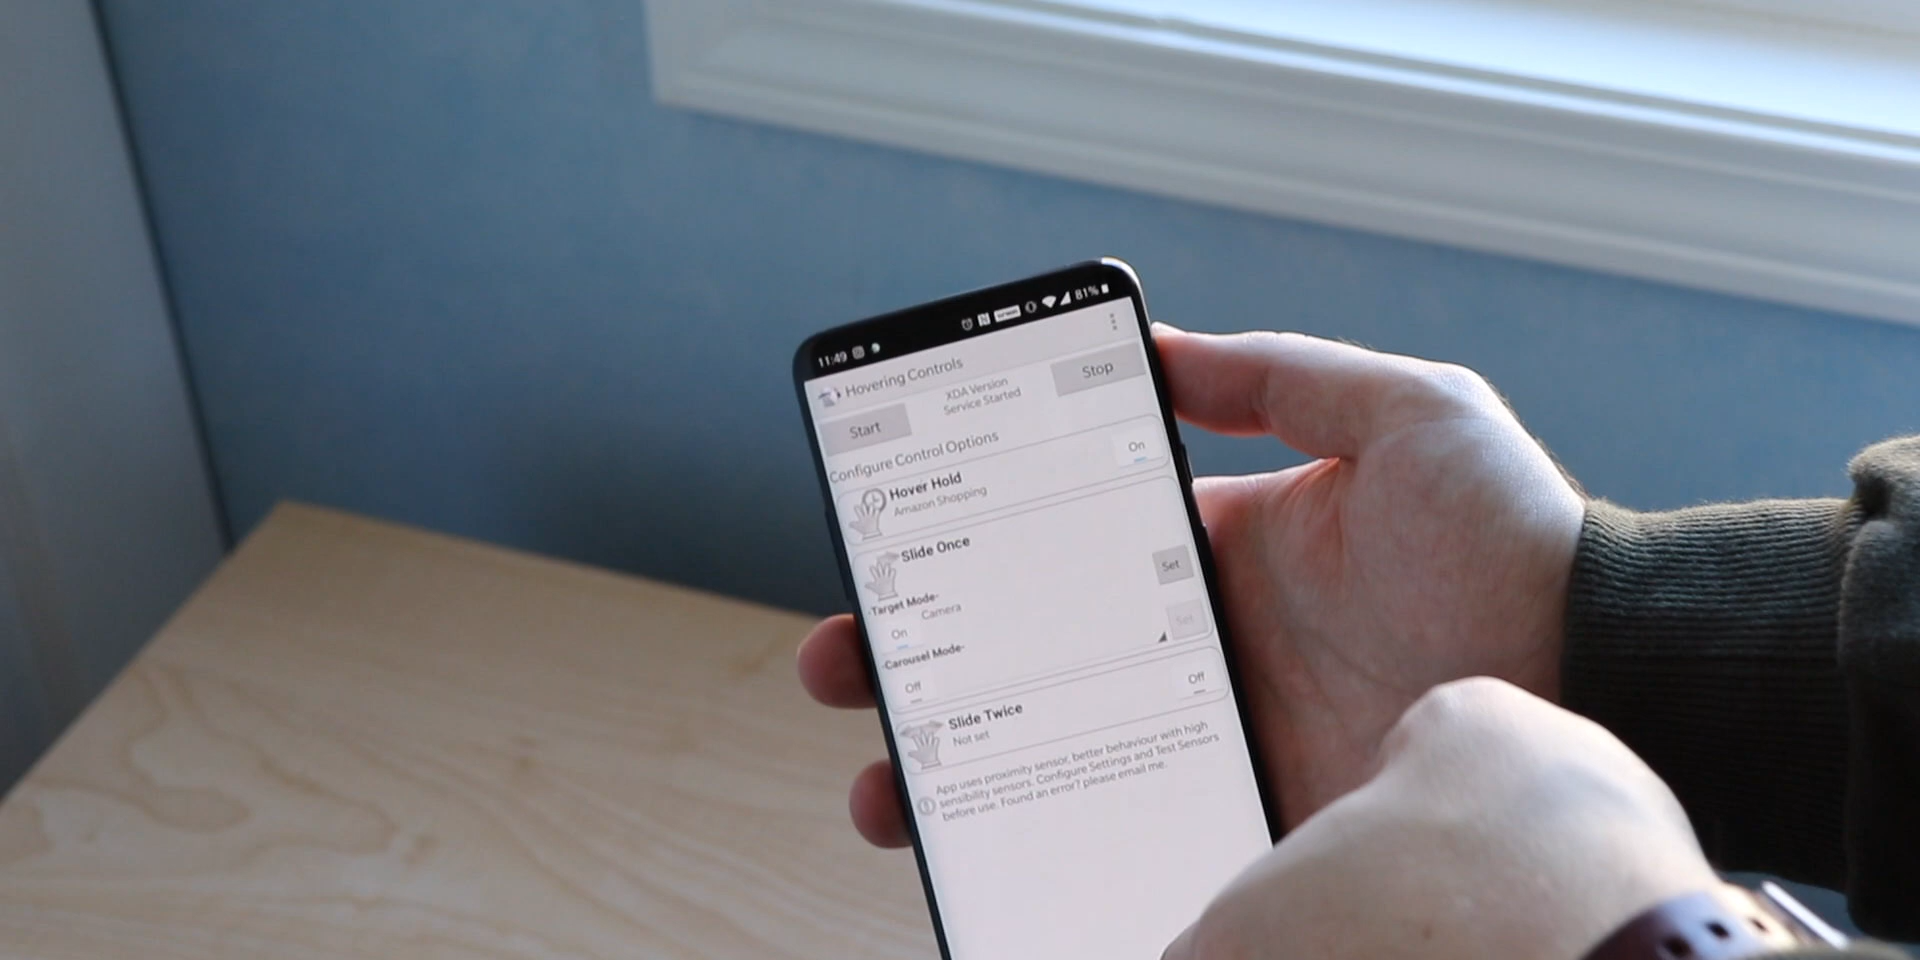 11:49
81%
Hovering Controls
Start
XDA Version
Service Started
Stop
Configure Control Options
Hover Hold
Amazon Shopping
On
Slide Once
Set
-Target Mode-
On
Camera
Set
-Carousel Mode-
Off
Slide Twice
Not set
Off
App uses proximity sensor, better behaviour with high
sensibility sensors. Configure Settings and Test Sensors
before use. Found an error? please email me.